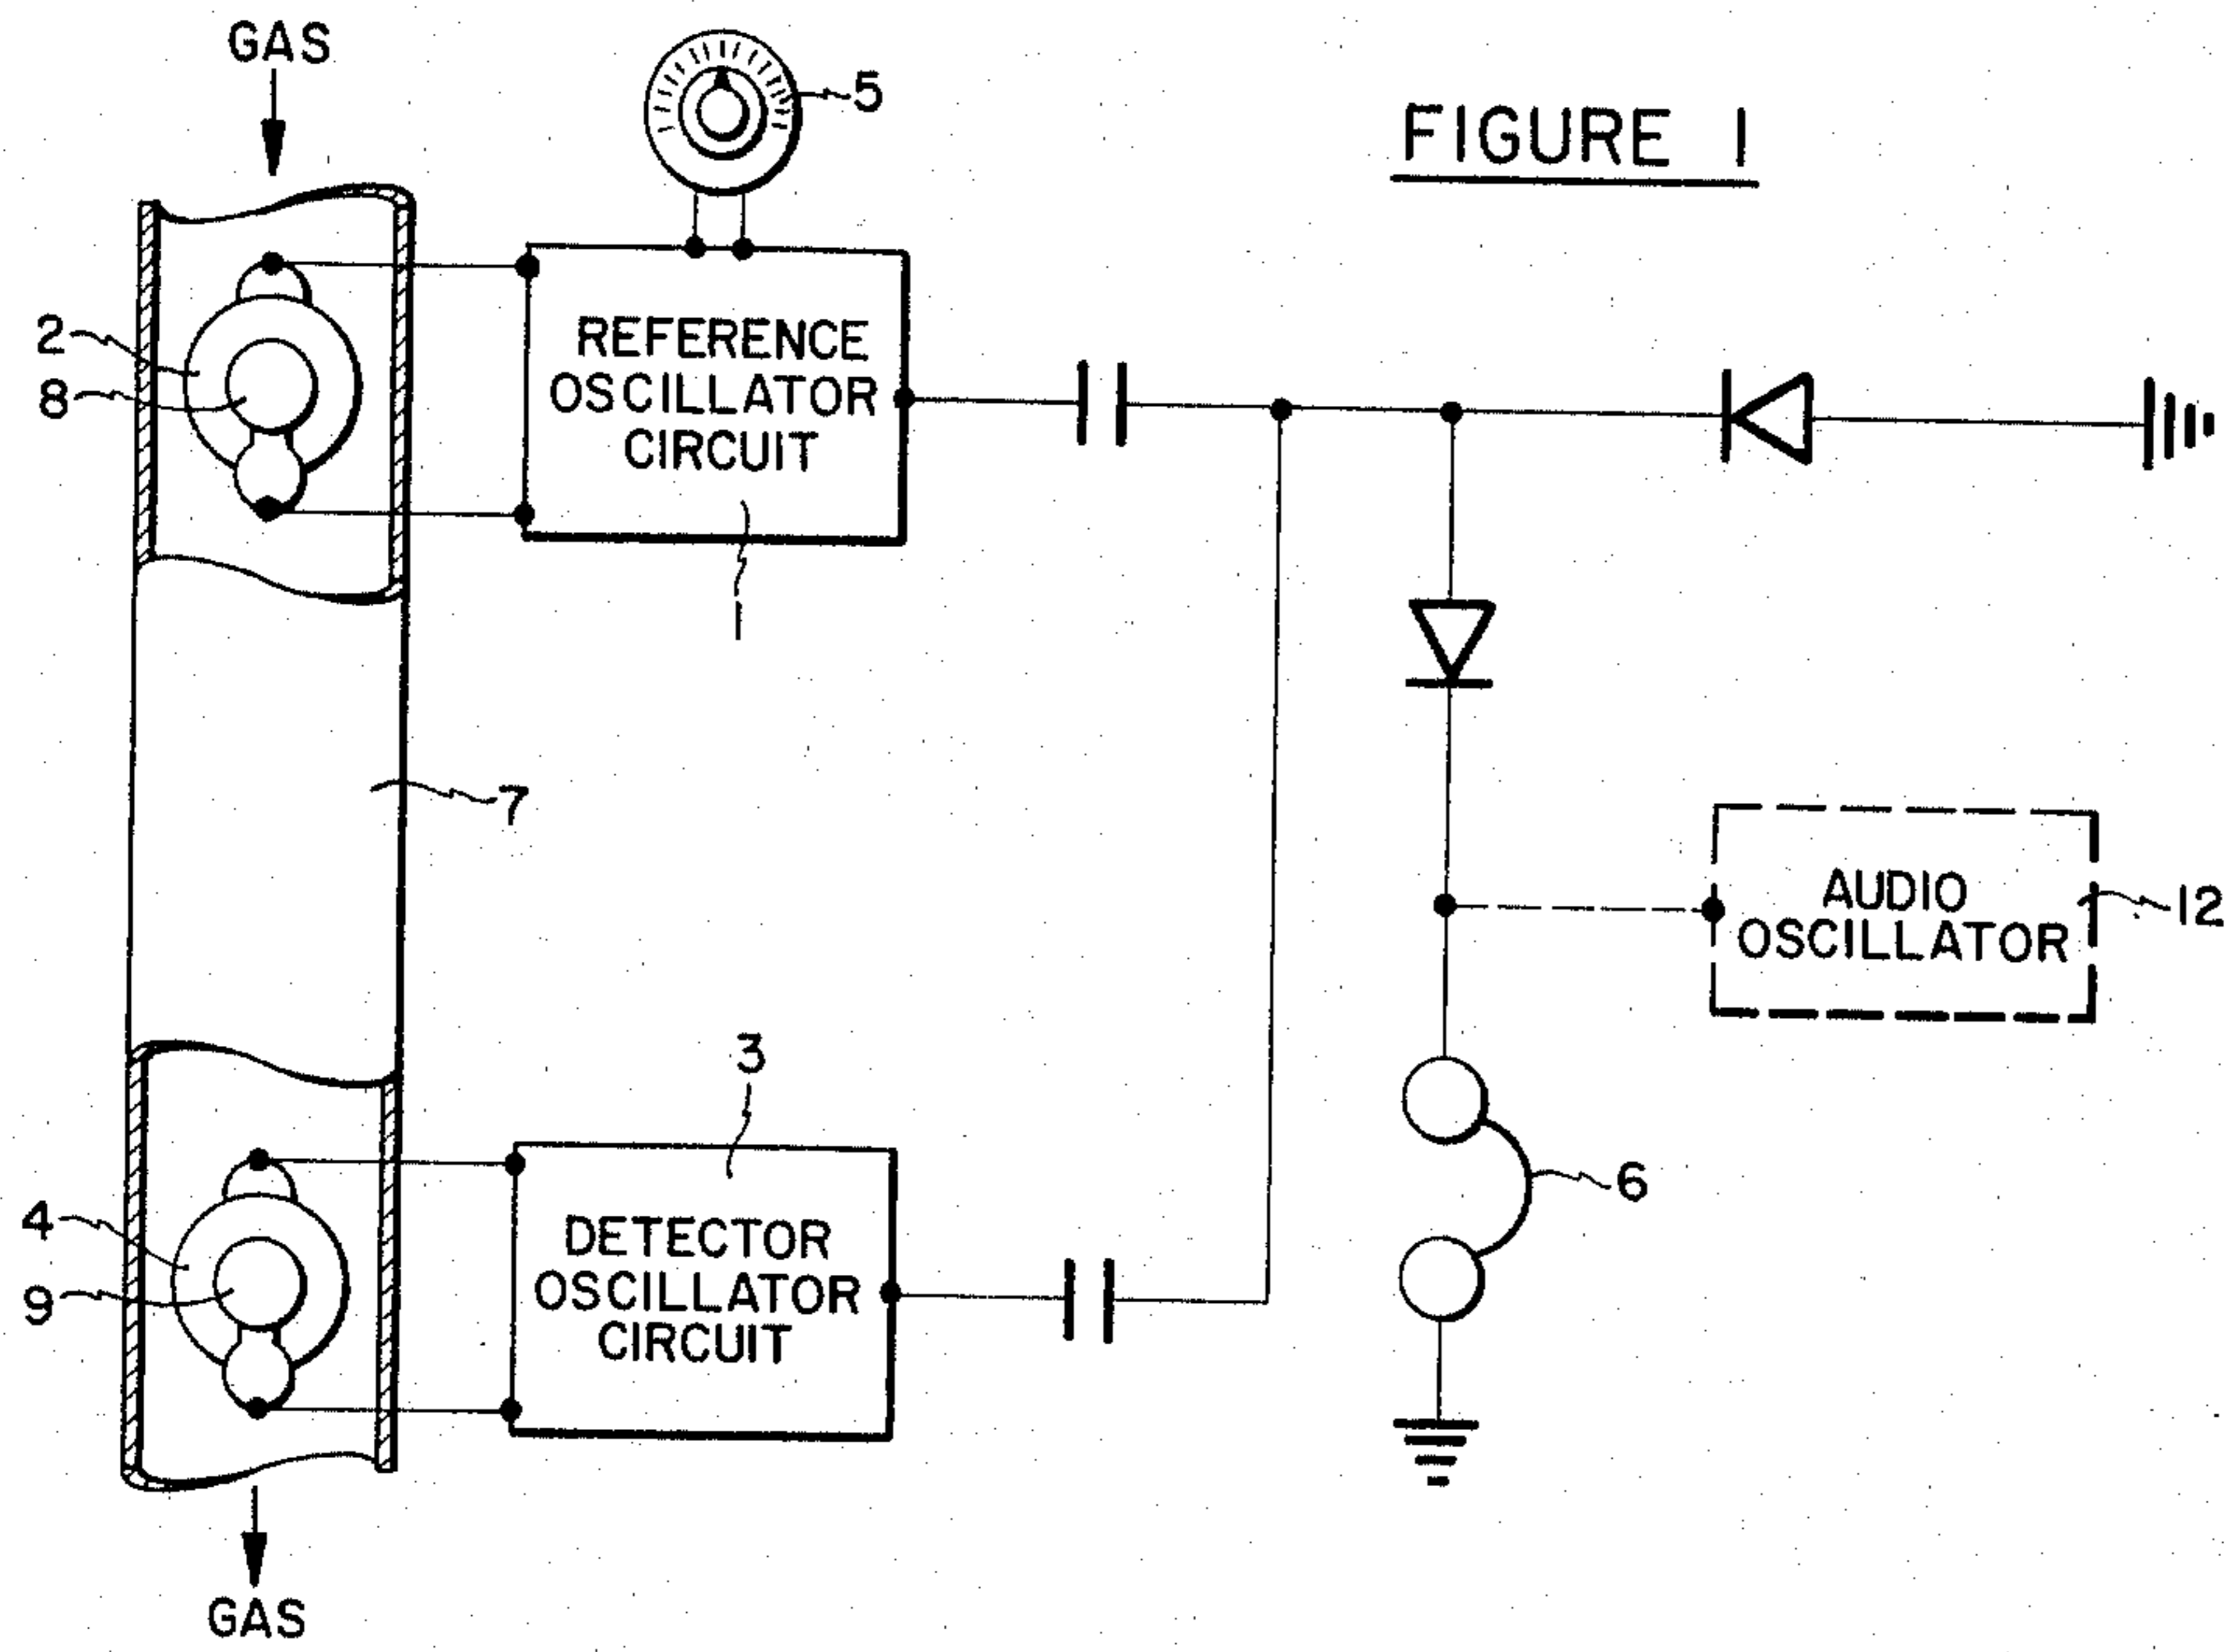 GAS
5
FIGURE 1
2
8
REFERENCE
OSCILLATOR
CIRCUIT
1
7
AUDIO
OSCILLATOR
12
3
4
9
DETECTOR
OSCILLATOR
CIRCUIT
6
GAS